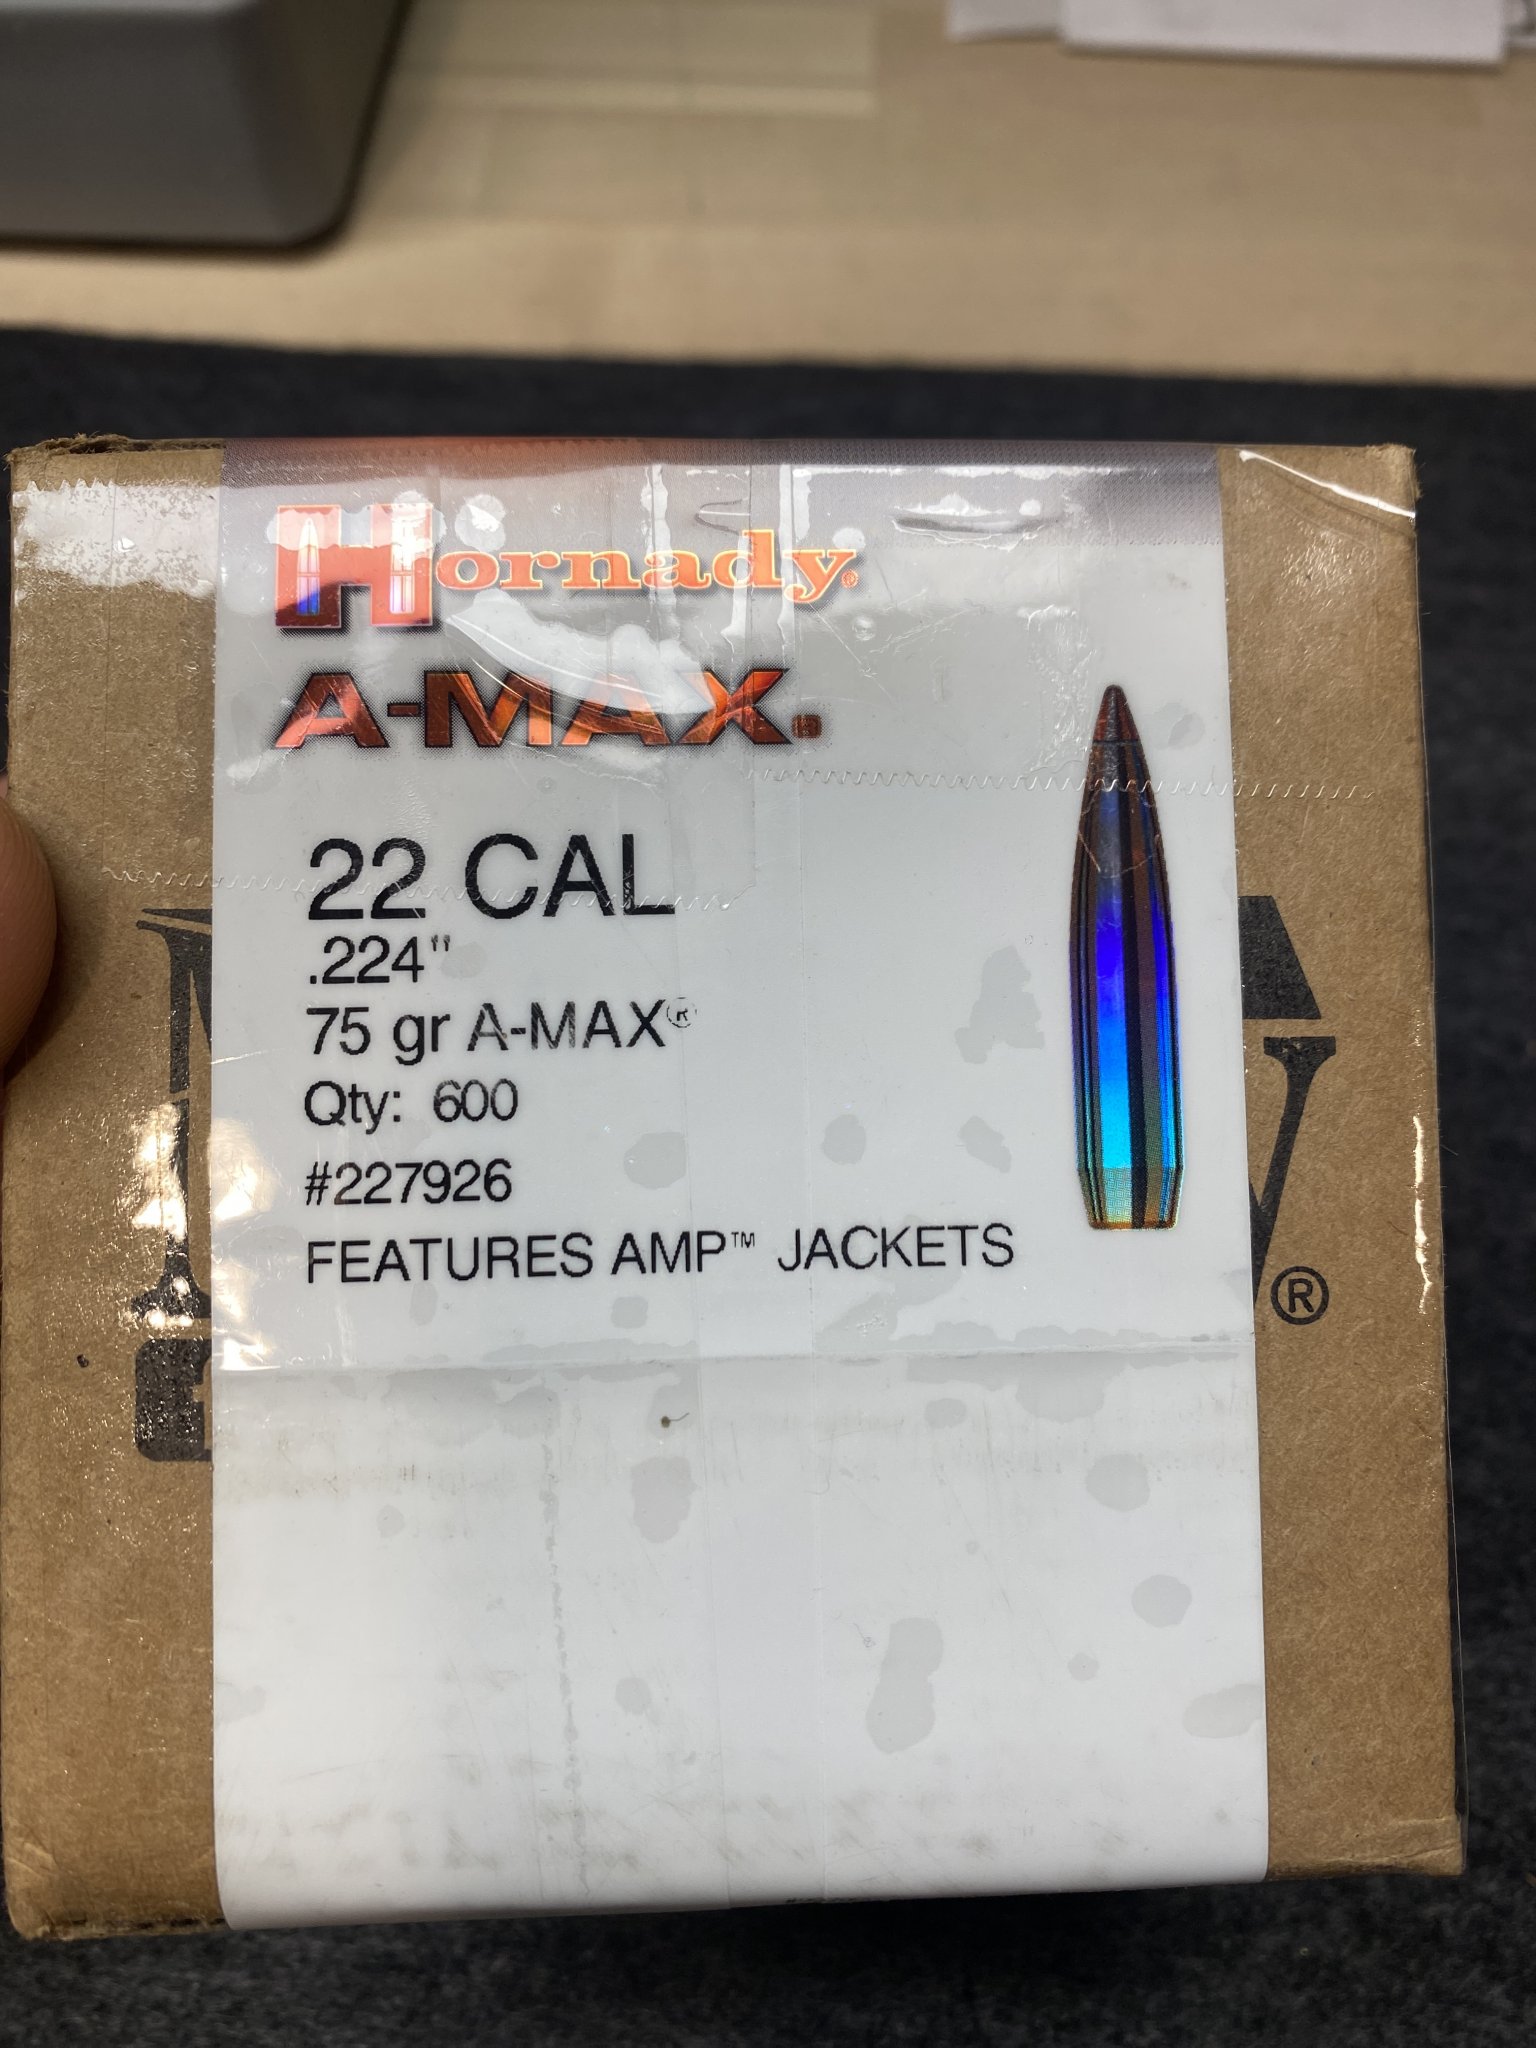 Hornady®
A-MAX®
22 CAL
.224"
75 gr A-MAX®
Qty: 600
#227926
FEATURES AMP™ JACKETS
®